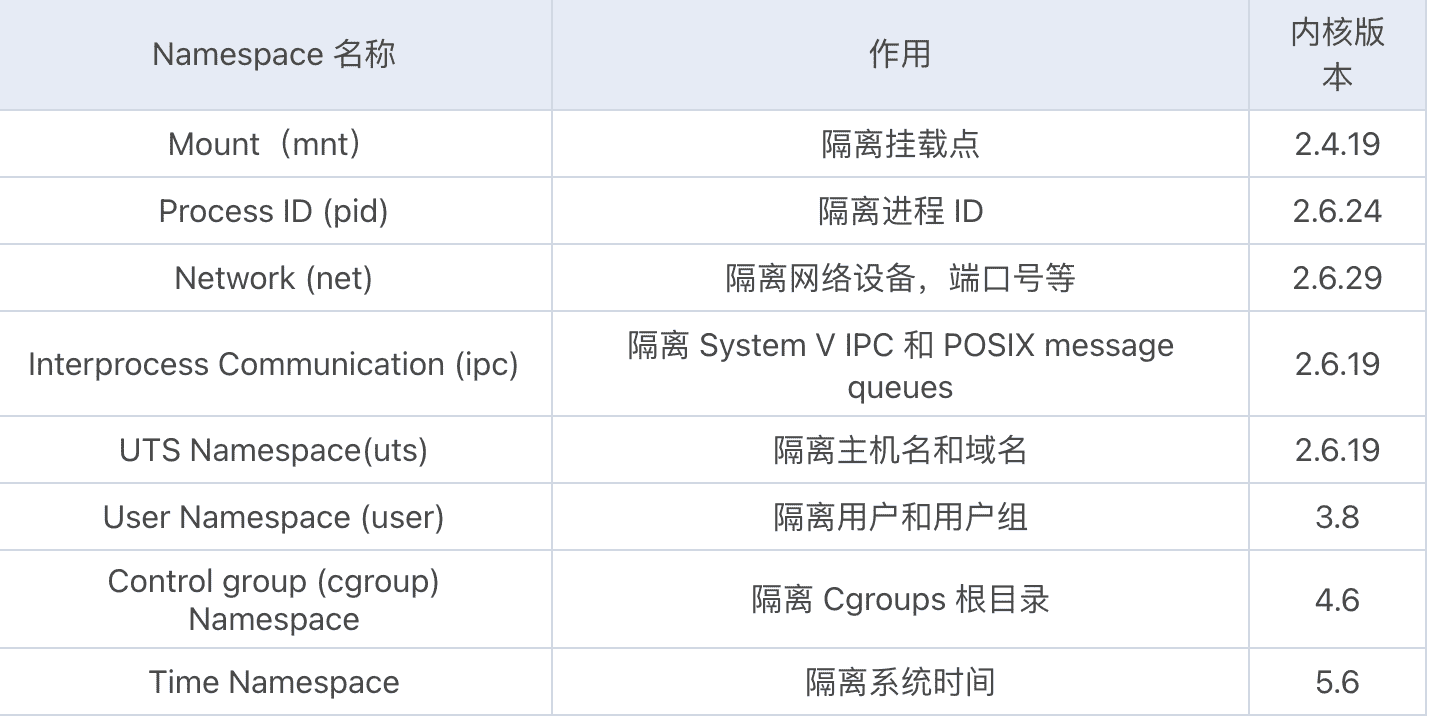 Namespace 名称
作用
内核版
本
Mount（mnt）
隔离挂载点
2.4.19
Process ID (pid)
隔离进程 ID
2.6.24
Network (net)
隔离网络设备，端口号等
2.6.29
Interprocess Communication (ipc)
隔离 System V IPC 和 POSIX message
queues
2.6.19
UTS Namespace(uts)
隔离主机名和域名
2.6.19
User Namespace (user)
隔离用户和用户组
3.8
Control group (cgroup)
Namespace
隔离 Cgroups 根目录
4.6
Time Namespace
隔离系统时间
5.6